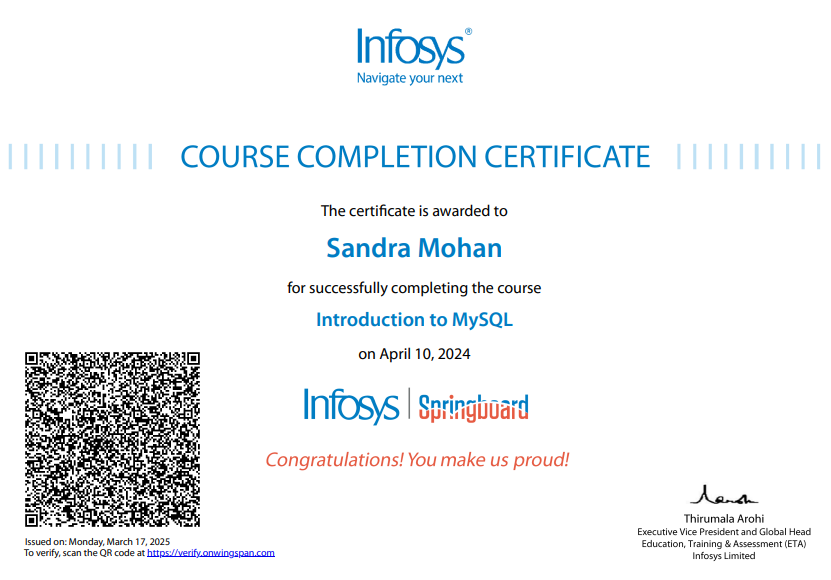 Infosys®
Navigate your next
COURSE COMPLETION CERTIFICATE
The certificate is awarded to
Sandra Mohan
for successfully completing the course
Introduction to MySQL
on April 10, 2024
Infosys | Springboard
Congratulations! You make us proud!
Thirumala Arohi
Executive Vice President and Global Head
Education, Training & Assessment (ETA)
Infosys Limited
Issued on: Monday, March 17, 2025
To verify, scan the QR code at https://verify.onwingspan.com